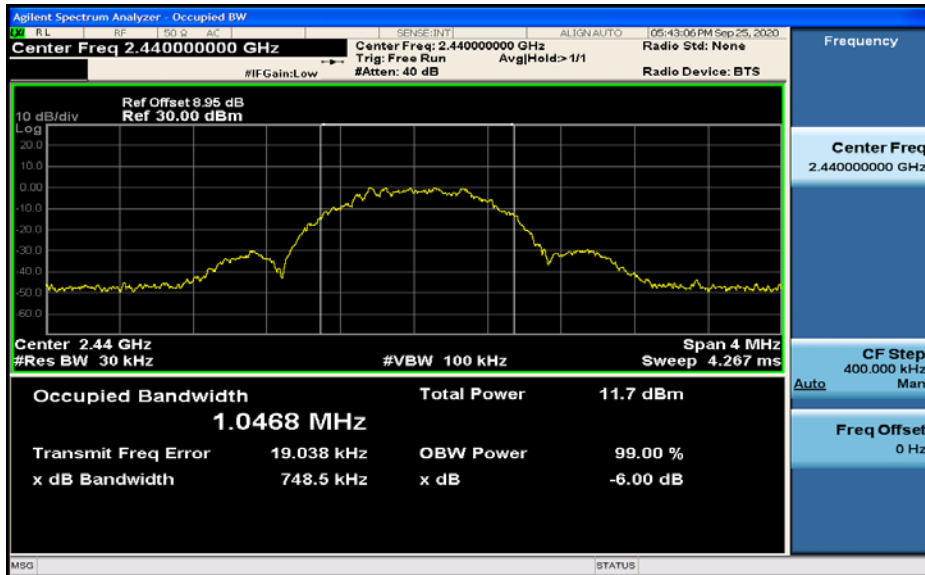 Agilent Spectrum Analyzer - Occupied BW
LXI RL RF 50 Ω AC SENSE:INT ALIGN AUTO 05:43:06 PM Sep 25, 2020
Center Freq 2.440000000 GHz
Center Freq: 2.440000000 GHz
Radio Std: None
Trig: Free Run Avg|Hold:> 1/1
#IFGain:Low
#Atten: 40 dB
Radio Device: BTS
Ref Offset 8.95 dB
10 dB/div Ref 30.00 dBm
Log
20.0
10.0
0.00
-10.0
-20.0
-30.0
-40.0
-50.0
-60.0
Center 2.44 GHz Span 4 MHz
#Res BW 30 kHz #VBW 100 kHz Sweep 4.267 ms
Occupied Bandwidth Total Power 11.7 dBm
1.0468 MHz
Transmit Freq Error 19.038 kHz OBW Power 99.00 %
x dB Bandwidth 748.5 kHz x dB -6.00 dB
MSG STATUS
Frequency
Center Freq
2.440000000 GHz
CF Step
400.000 kHz
Auto Man
Freq Offset
0 Hz